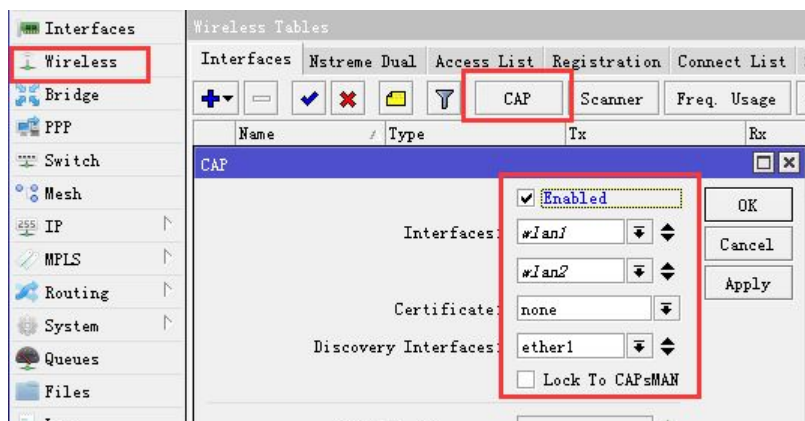 Interfaces
Wireless
Bridge
PPP
Switch
Mesh
IP
MPLS
Routing
System
Queues
Files
Wireless Tables
Interfaces Nstreme Dual Access List Registration Connect List
CAP Scanner Freq. Usage
Name Type Tx Rx
CAP
Enabled
Interfaces: wlan1
wlan2
Certificate: none
Discovery Interfaces: ether1
Lock To CAPsMAN
OK
Cancel
Apply